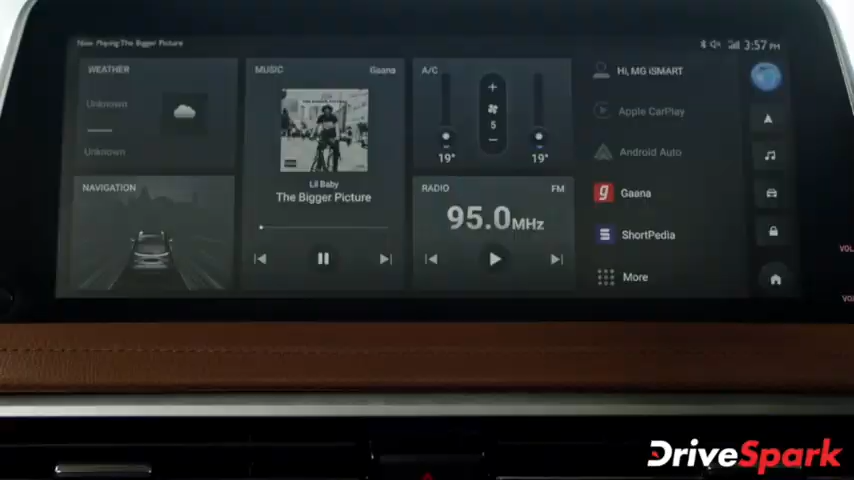 Now Playing:The Bigger Picture
3:57 PM
WEATHER
Unknown
Unknown
NAVIGATION
MUSIC
Gaana
Lil Baby
The Bigger Picture
A/C
5
19°
19°
RADIO
FM
95.0MHz
Hi, MG iSMART
Apple CarPlay
Android Auto
Gaana
ShortPedia
More
VOL
DriveSpark